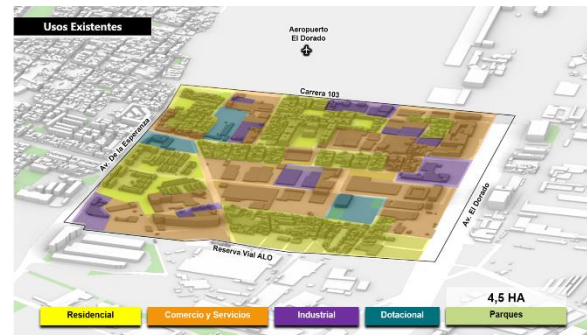 Usos Existentes
Aeropuerto
El Dorado
Carrera 103
Av. De la Esperanza
Av. El Dorado
Reserva Vial ALO
4,5 HA
Residencial
Comercio y Servicios
Industrial
Dotacional
Parques